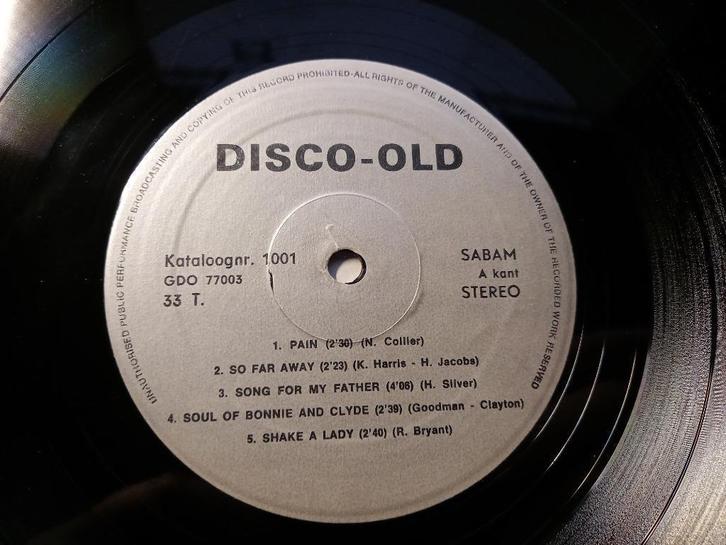 UNAUTHORISED PUBLIC PERFORMANCE BROADCASTING AND COPYING OF THIS RECORD PROHIBITED-ALL RIGHTS OF THE MANUFACTURER AND OF THE OWNER OF THE RECORDED WORK RESERVED
DISCO-OLD
Kataloognr. 1001
GDO 77003
33 T.
SABAM
A kant
STEREO
1. PAIN (2'30) (N. Collier)
2. SO FAR AWAY (2'23) (K. Harris - H. Jacobs)
3. SONG FOR MY FATHER (4'06) (H. Silver)
4. SOUL OF BONNIE AND CLYDE (2'39) (Goodman - Clayton)
5. SHAKE A LADY (2'40) (R. Bryant)